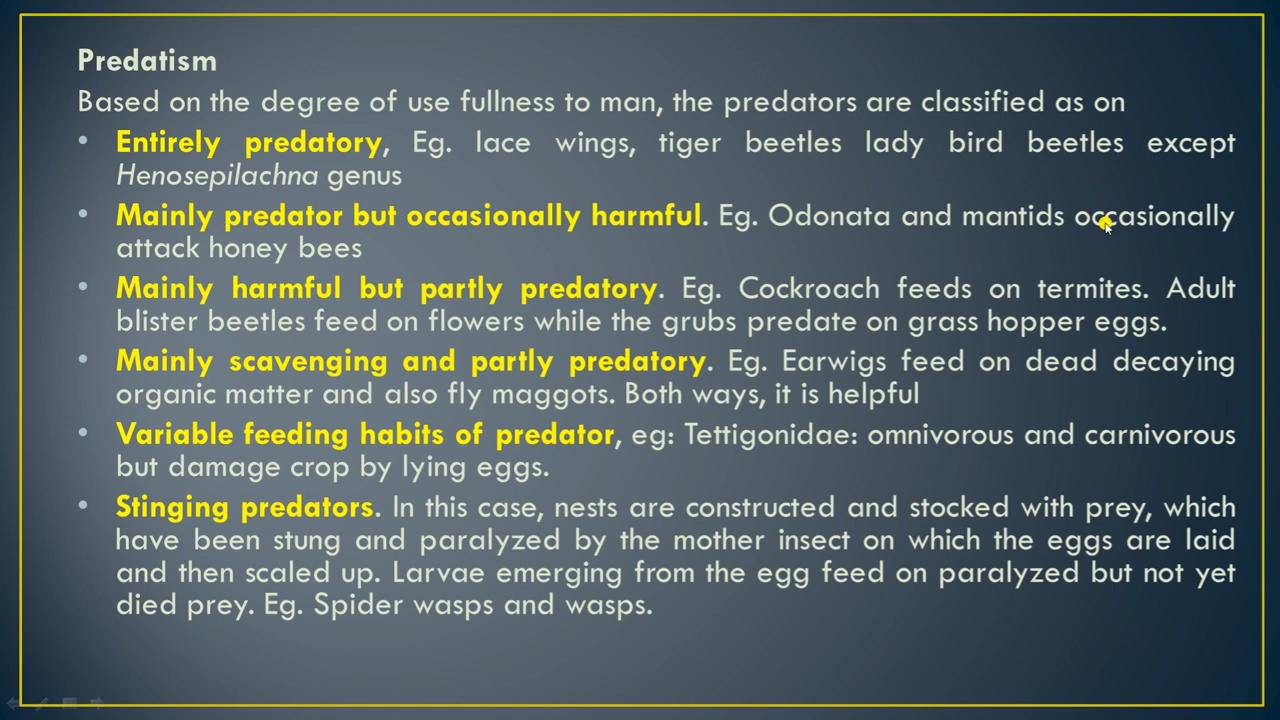 Predatism
Based on the degree of use fullness to man, the predators are classified as on
• Entirely predatory, Eg. lace wings, tiger beetles lady bird beetles except
Henosepilachna genus
• Mainly predator but occasionally harmful. Eg. Odonata and mantids occasionally
attack honey bees
• Mainly harmful but partly predatory. Eg. Cockroach feeds on termites. Adult
blister beetles feed on flowers while the grubs predate on grass hopper eggs.
• Mainly scavenging and partly predatory. Eg. Earwigs feed on dead decaying
organic matter and also fly maggots. Both ways, it is helpful
• Variable feeding habits of predator, eg: Tettigonidae: omnivorous and carnivorous
but damage crop by lying eggs.
• Stinging predators. In this case, nests are constructed and stocked with prey, which
have been stung and paralyzed by the mother insect on which the eggs are laid
and then scaled up. Larvae emerging from the egg feed on paralyzed but not yet
died prey. Eg. Spider wasps and wasps.